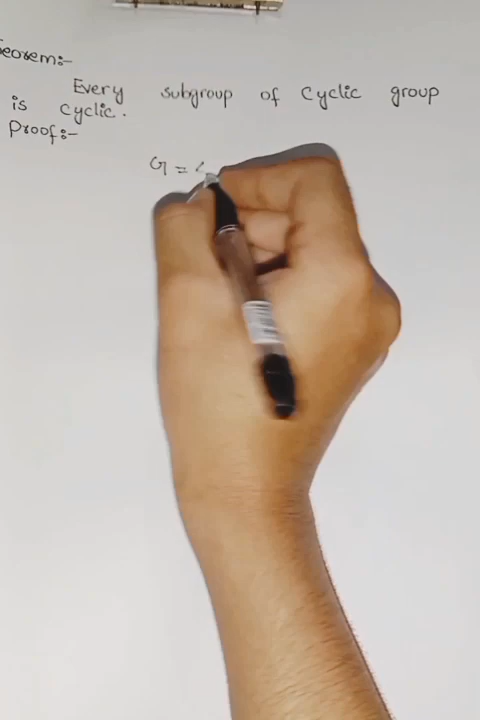 eorem:-
Every subgroup of cyclic group
is cyclic.
Proof:-
G = <